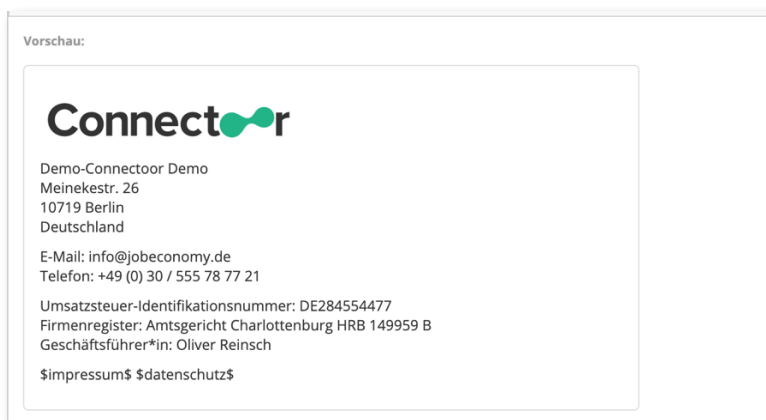 Vorschau:
Connectoor
Demo-Connectoor Demo
Meinekestr. 26
10719 Berlin
Deutschland
E-Mail: info@jobeconomy.de
Telefon: +49 (0) 30 / 555 78 77 21
Umsatzsteuer-Identifikationsnummer: DE284554477
Firmenregister: Amtsgericht Charlottenburg HRB 149959 B
Geschäftsführer*in: Oliver Reinsch
$impressum$ $datenschutz$